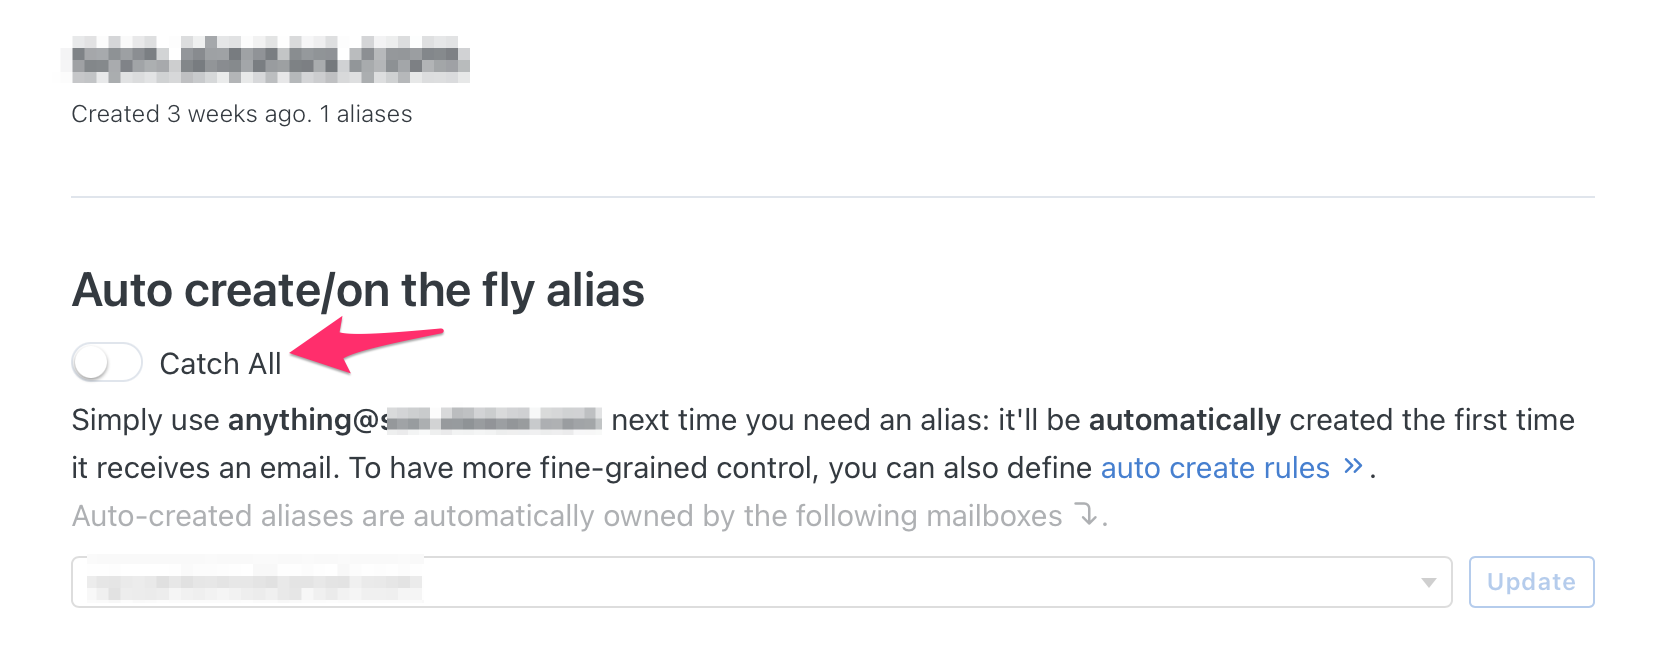 Created 3 weeks ago. 1 aliases
Auto create/on the fly alias
Catch All
Simply use anything@s next time you need an alias: it'll be automatically created the first time
it receives an email. To have more fine-grained control, you can also define auto create rules » .
Auto-created aliases are automatically owned by the following mailboxes ⤵.
Update